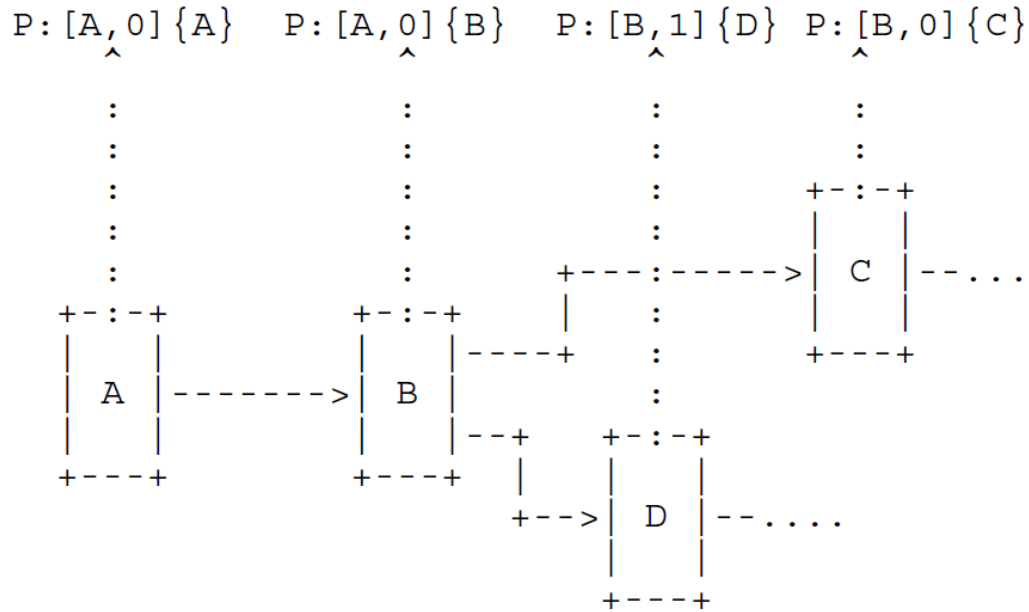 P:[A,0]{A}   P:[A,0]{B}   P:[B,1]{D} P:[B,0]{C}
     ^            ^            ^        ^
     :            :            :        :
     :            :            :        :
     :            :            :      +-:-+
     :            :            :      |   |
     :            :        +---:----->| C |--...
   +-:-+        +-:-+      |   :      |   |
   |   |        |   |----+     :      +---+
   | A |------->| B |          :
   |   |        |   |--+     +-:-+
   +---+        +---+  |     |   |
                       +-->| D |--....
                             |   |
                             +---+